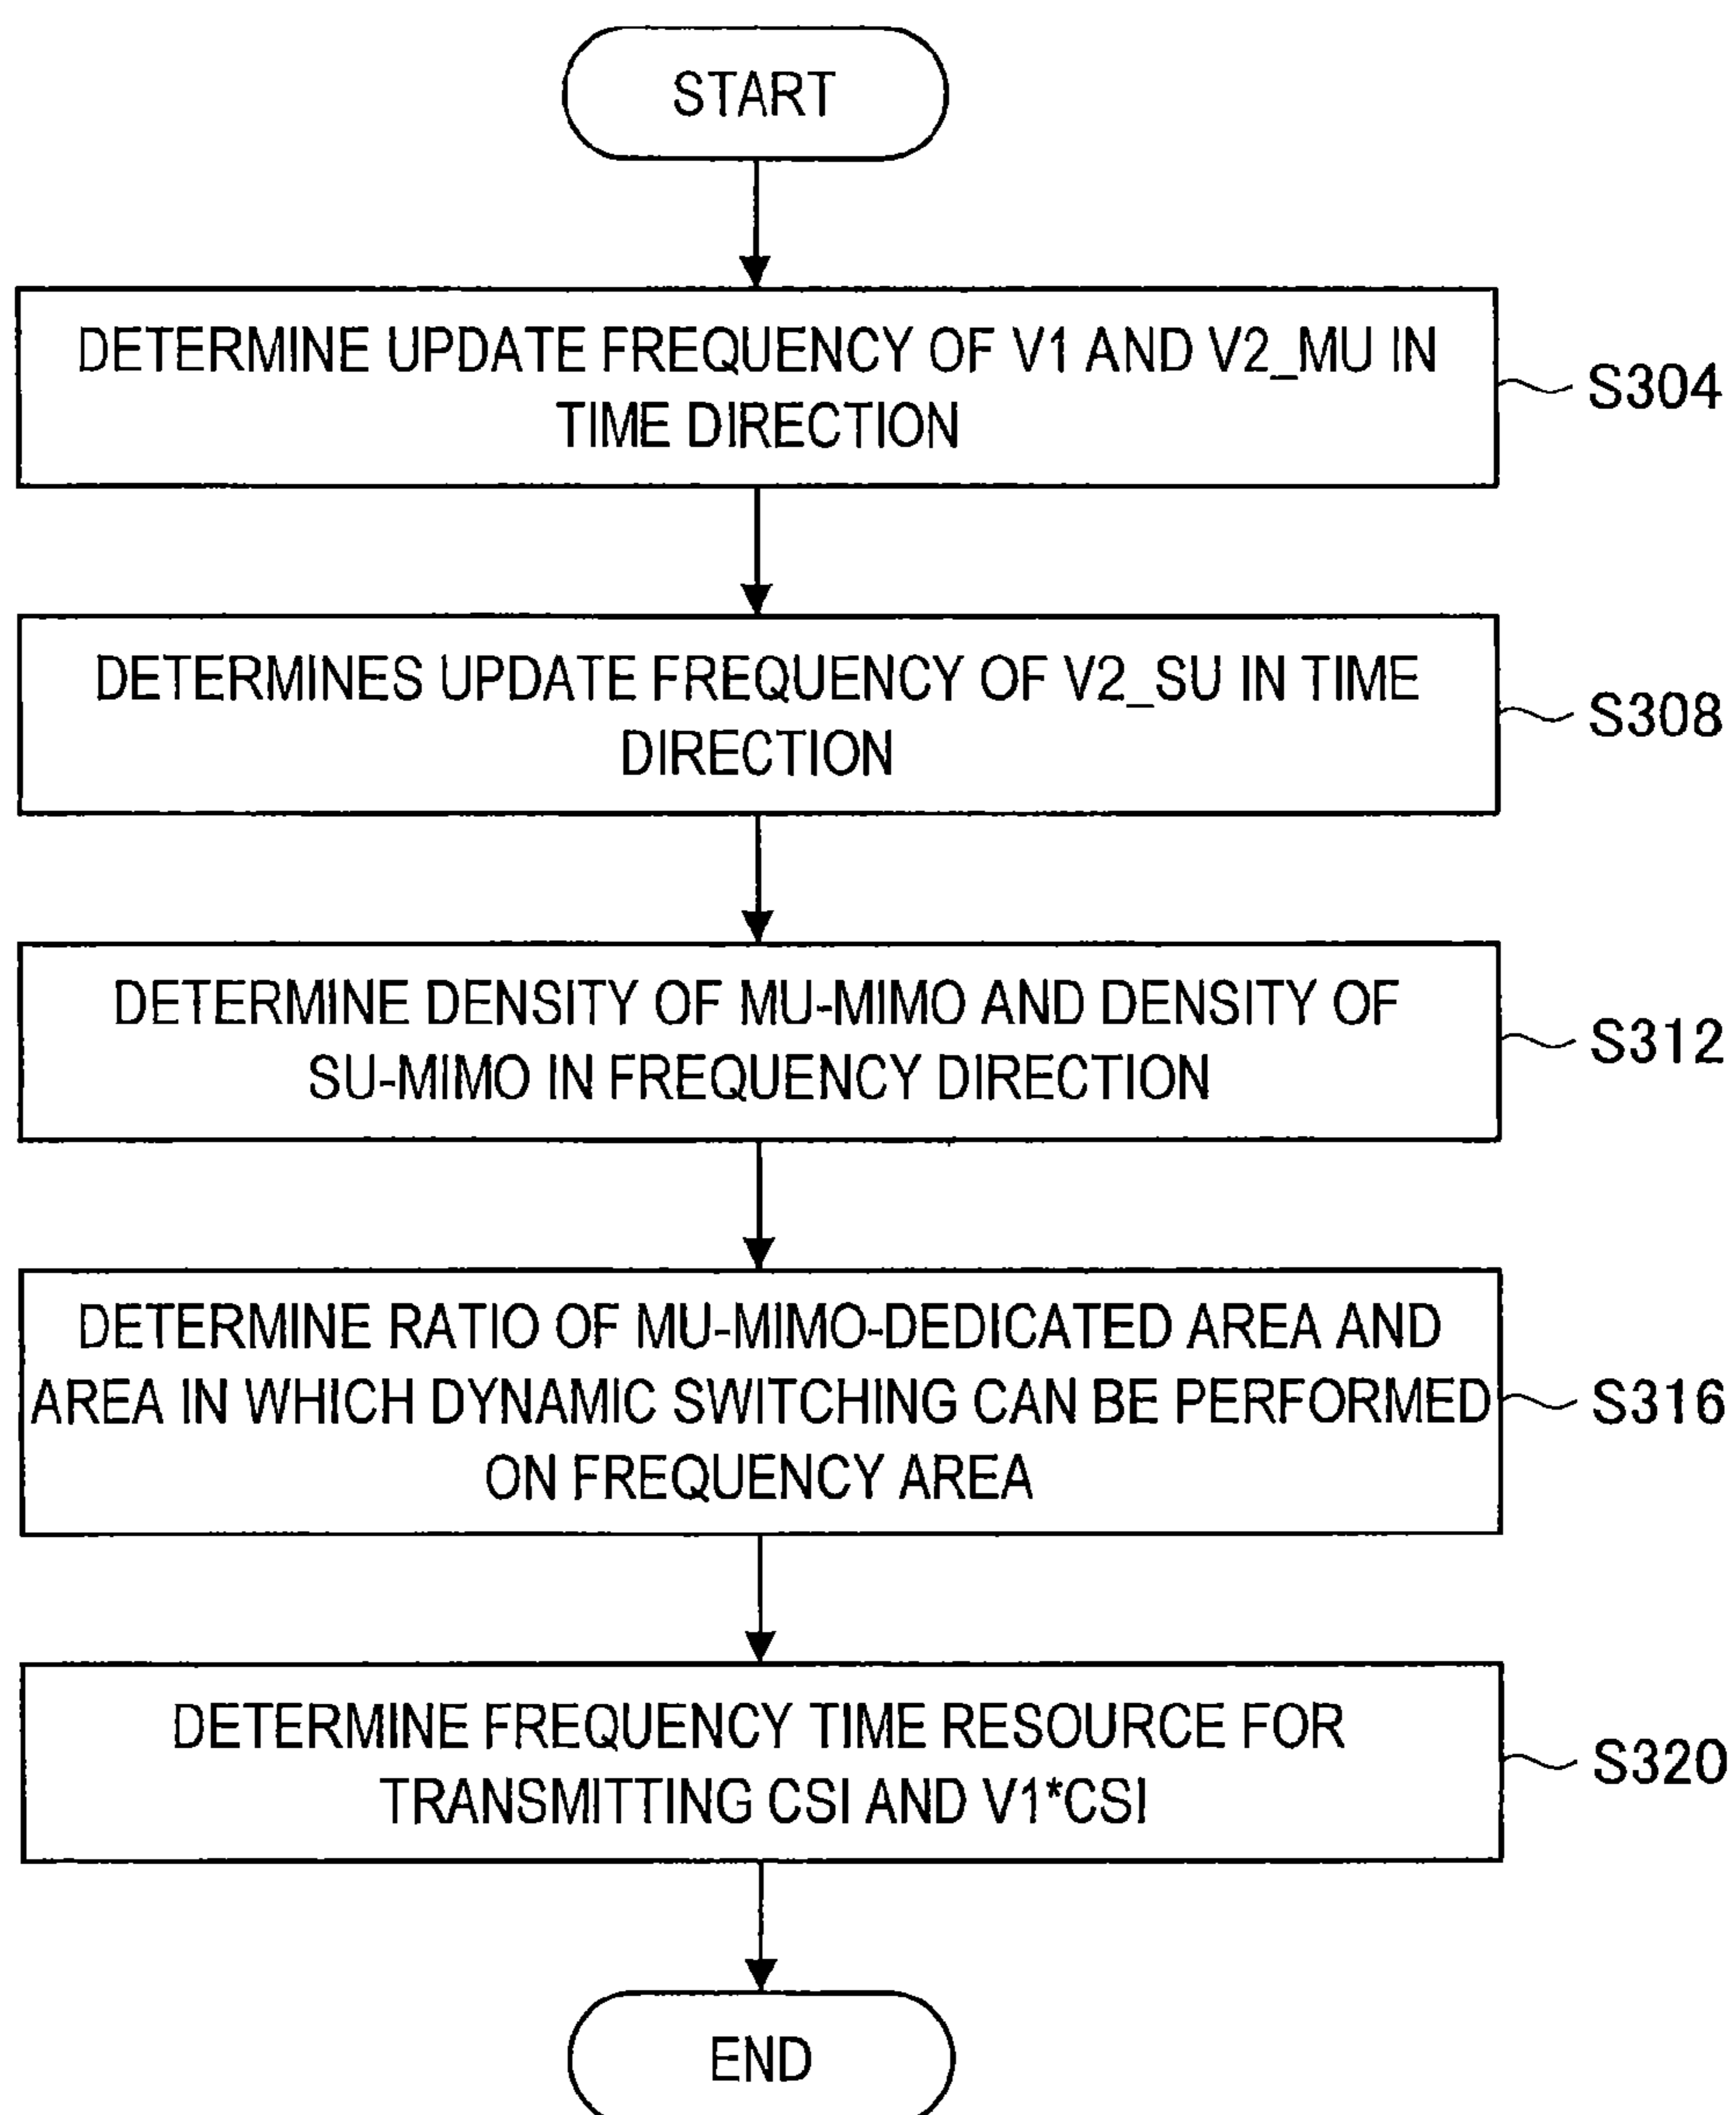 START
DETERMINE UPDATE FREQUENCY OF V1 AND V2_MU IN
TIME DIRECTION
S304
DETERMINES UPDATE FREQUENCY OF V2_SU IN TIME
DIRECTION
S308
DETERMINE DENSITY OF MU-MIMO AND DENSITY OF
SU-MIMO IN FREQUENCY DIRECTION
S312
DETERMINE RATIO OF MU-MIMO-DEDICATED AREA AND
AREA IN WHICH DYNAMIC SWITCHING CAN BE PERFORMED
ON FREQUENCY AREA
S316
DETERMINE FREQUENCY TIME RESOURCE FOR
TRANSMITTING CSI AND V1*CSI
S320
END